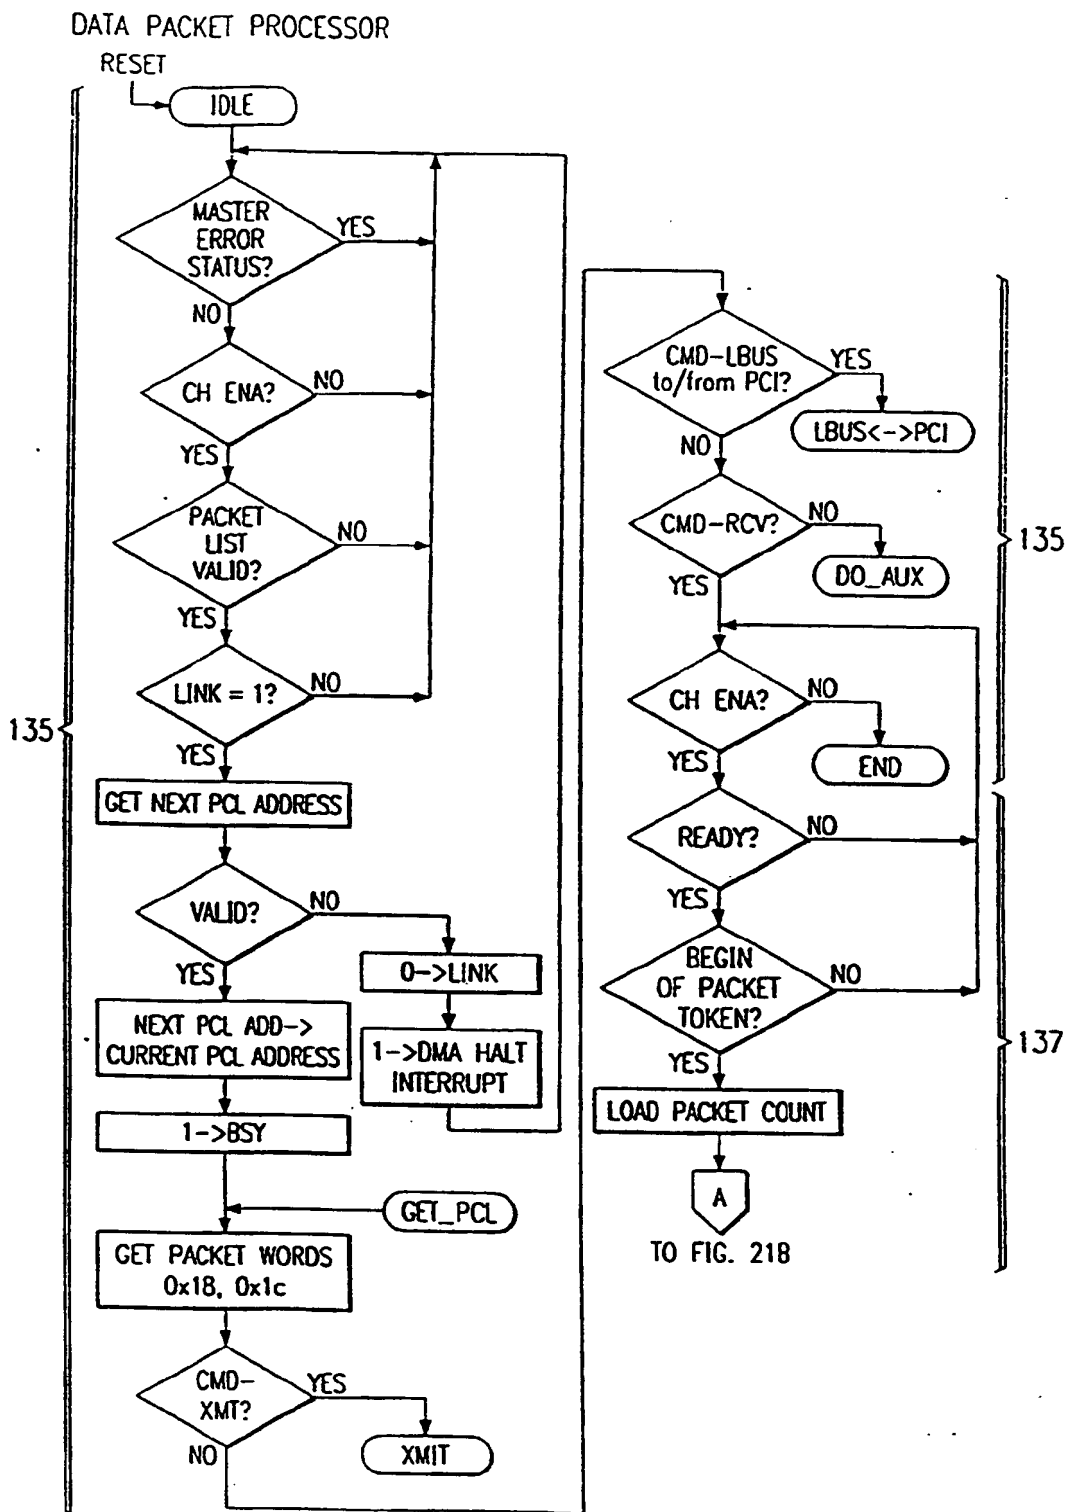 DATA PACKET PROCESSOR
RESET
IDLE
MASTER
ERROR
STATUS?
YES
NO
CH ENA?
NO
YES
PACKET
LIST
VALID?
NO
YES
LINK = 1?
NO
YES
135
GET NEXT PCL ADDRESS
VALID?
NO
YES
0->LINK
1->DMA HALT
INTERRUPT
NEXT PCL ADD->
CURRENT PCL ADDRESS
1->BSY
GET_PCL
GET PACKET WORDS
0x18, 0x1c
CMD-
XMT?
YES
NO
XMIT
CMD-LBUS
to/from PCI?
YES
LBUS<->PCI
NO
CMD-RCV?
NO
DO_AUX
YES
135
CH ENA?
NO
END
YES
READY?
NO
YES
BEGIN
OF PACKET
TOKEN?
NO
YES
137
LOAD PACKET COUNT
A
TO FIG. 21B